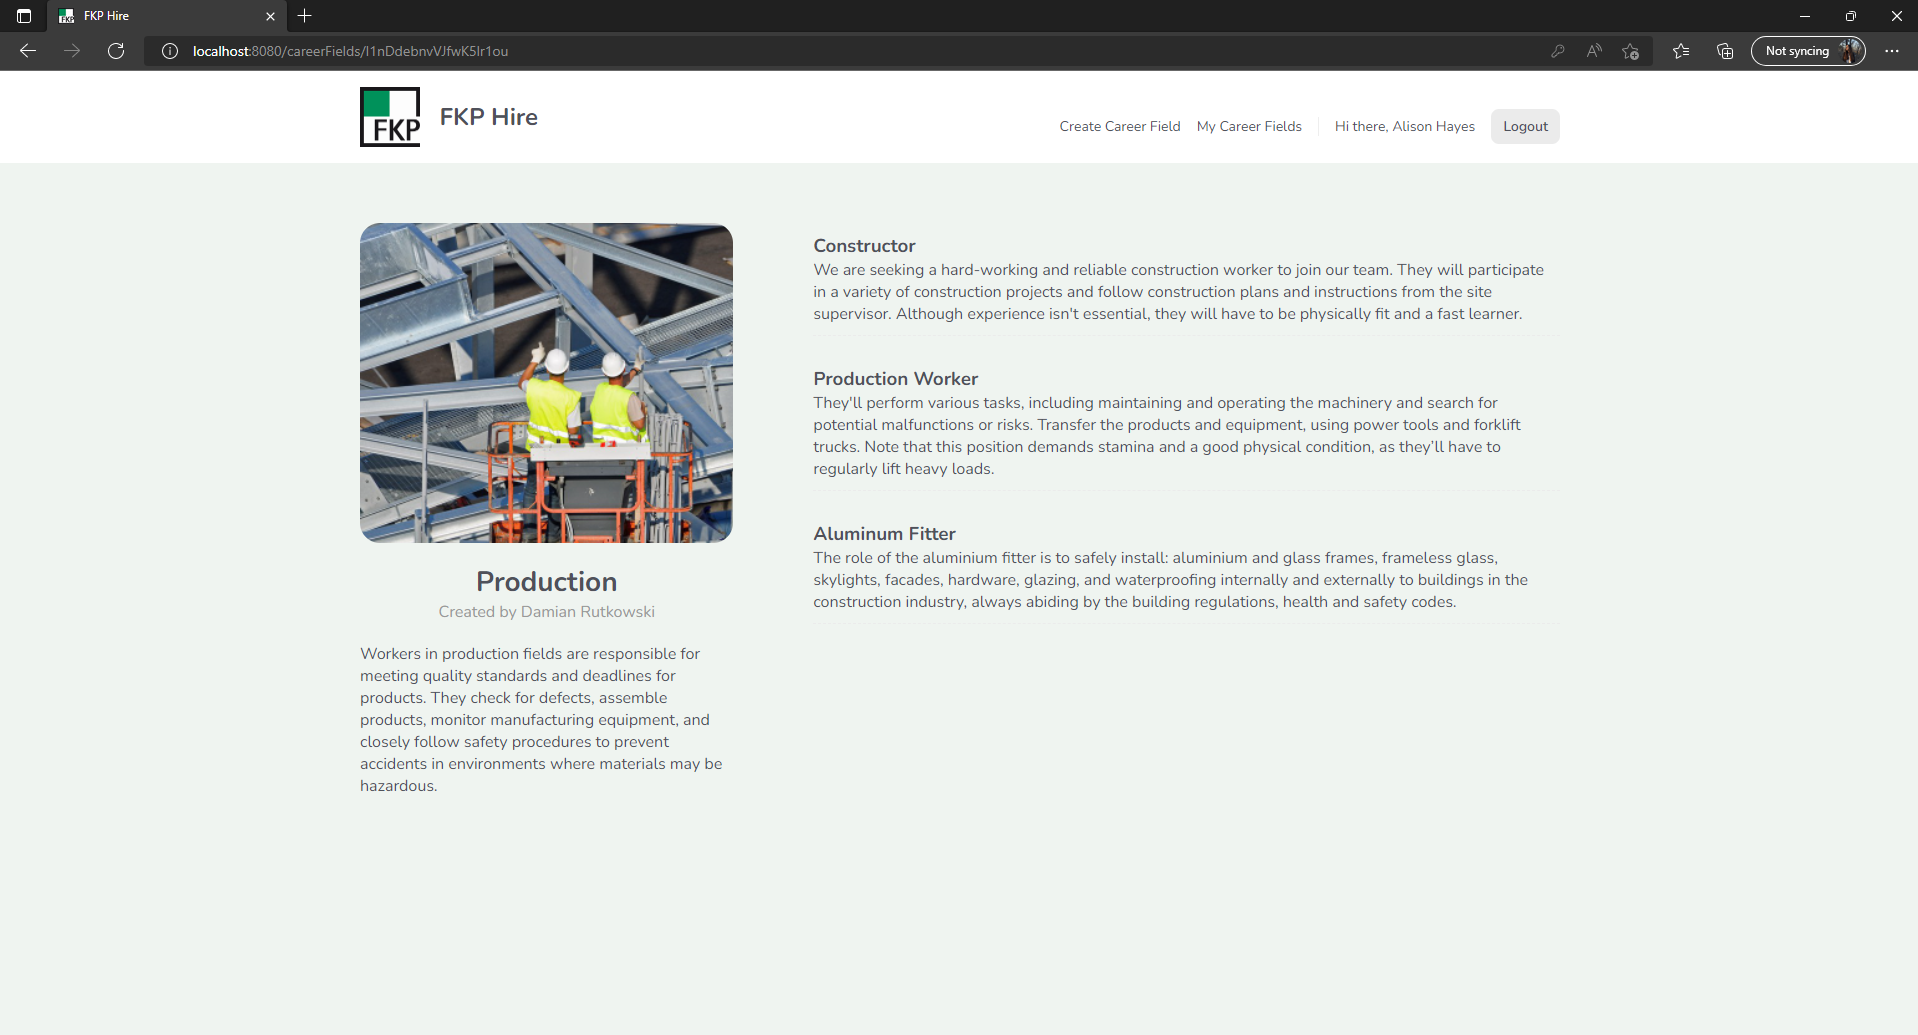 FKP Hire
localhost:8080/careerFields/I1nDdebnvVJfwK5Ir1ou
Not syncing
FKP
FKP Hire
Create Career Field
My Career Fields
Hi there, Alison Hayes
Logout
Production
Created by Damian Rutkowski
Workers in production fields are responsible for
meeting quality standards and deadlines for
products. They check for defects, assemble
products, monitor manufacturing equipment, and
closely follow safety procedures to prevent
accidents in environments where materials may be
hazardous.
Constructor
We are seeking a hard-working and reliable construction worker to join our team. They will participate
in a variety of construction projects and follow construction plans and instructions from the site
supervisor. Although experience isn't essential, they will have to be physically fit and a fast learner.
Production Worker
They'll perform various tasks, including maintaining and operating the machinery and search for
potential malfunctions or risks. Transfer the products and equipment, using power tools and forklift
trucks. Note that this position demands stamina and a good physical condition, as they’ll have to
regularly lift heavy loads.
Aluminum Fitter
The role of the aluminium fitter is to safely install: aluminium and glass frames, frameless glass,
skylights, facades, hardware, glazing, and waterproofing internally and externally to buildings in the
construction industry, always abiding by the building regulations, health and safety codes.